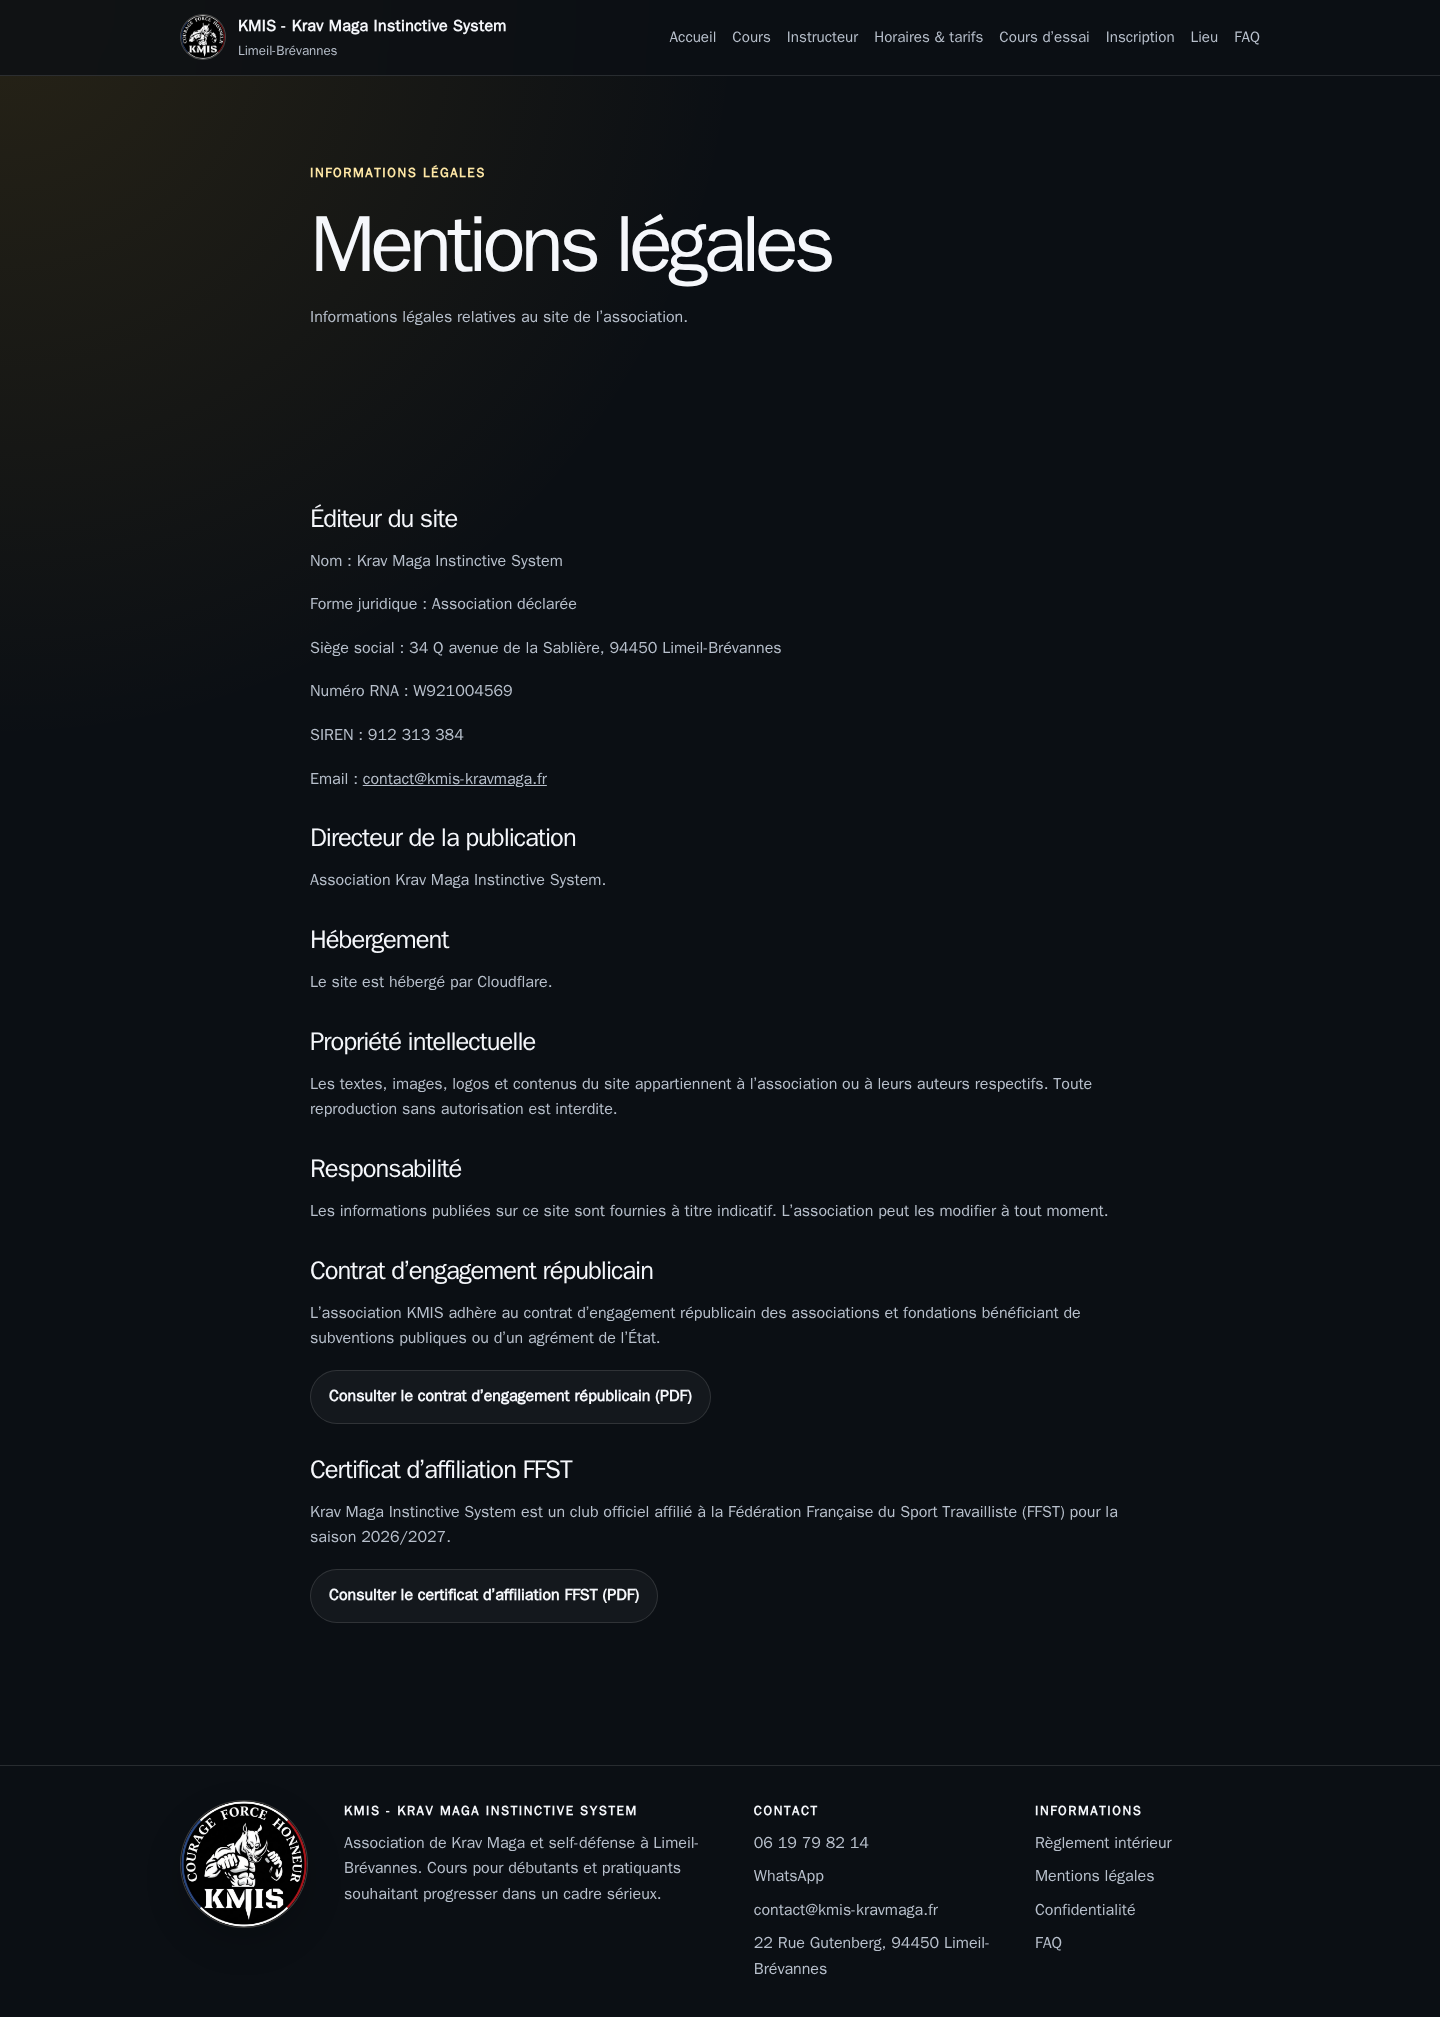 KMIS - Krav Maga Instinctive System
Limeil-Brévannes
Accueil Cours Instructeur Horaires & tarifs Cours d'essai Inscription Lieu FAQ
INFORMATIONS LÉGALES
Mentions légales
Informations légales relatives au site de l'association.
Éditeur du site
Nom : Krav Maga Instinctive System
Forme juridique : Association déclarée
Siège social : 34 Q avenue de la Sablière, 94450 Limeil-Brévannes
Numéro RNA : W921004569
SIREN : 912 313 384
Email : contact@kmis-kravmaga.fr
Directeur de la publication
Association Krav Maga Instinctive System.
Hébergement
Le site est hébergé par Cloudflare.
Propriété intellectuelle
Les textes, images, logos et contenus du site appartiennent à l'association ou à leurs auteurs respectifs. Toute
reproduction sans autorisation est interdite.
Responsabilité
Les informations publiées sur ce site sont fournies à titre indicatif. L'association peut les modifier à tout moment.
Contrat d'engagement républicain
L'association KMIS adhère au contrat d'engagement républicain des associations et fondations bénéficiant de
subventions publiques ou d'un agrément de l'État.
Consulter le contrat d'engagement républicain (PDF)
Certificat d'affiliation FFST
Krav Maga Instinctive System est un club officiel affilié à la Fédération Française du Sport Travailliste (FFST) pour la
saison 2026/2027.
Consulter le certificat d'affiliation FFST (PDF)
COURAGE FORCE HONNEUR
KMIS
KMIS - KRAV MAGA INSTINCTIVE SYSTEM
Association de Krav Maga et self-défense à Limeil-
Brévannes. Cours pour débutants et pratiquants
souhaitant progresser dans un cadre sérieux.
CONTACT
06 19 79 82 14
WhatsApp
contact@kmis-kravmaga.fr
22 Rue Gutenberg, 94450 Limeil-
Brévannes
INFORMATIONS
Règlement intérieur
Mentions légales
Confidentialité
FAQ